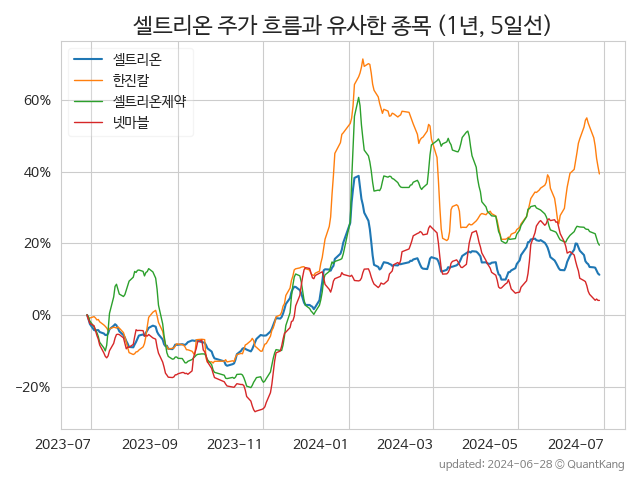 셀트리온 주가 흐름과 유사한 종목 (1년, 5일선)
셀트리온
한진칼
셀트리온제약
넷마블
60%
40%
20%
0%
−20%
2023-07 2023-09 2023-11 2024-01 2024-03 2024-05 2024-07
updated: 2024-06-28 © QuantKang